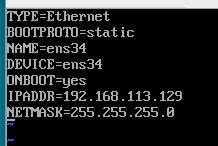 TYPE=Ethernet
BOOTPROTO=static
NAME=ens34
DEVICE=ens34
ONBOOT=yes
IPADDR=192.168.113.129
NETMASK=255.255.255.0
~
~